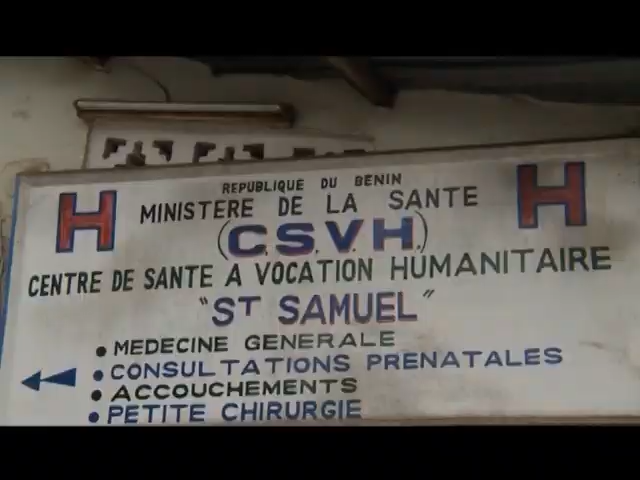 REPUBLIQUE DU BENIN
H MINISTERE DE LA SANTE H
(C.S.V.H.)
CENTRE DE SANTE A VOCATION HUMANITAIRE
"ST SAMUEL"
• MEDECINE GENERALE
• CONSULTATIONS PRENATALES
• ACCOUCHEMENTS
• PETITE CHIRURGIE